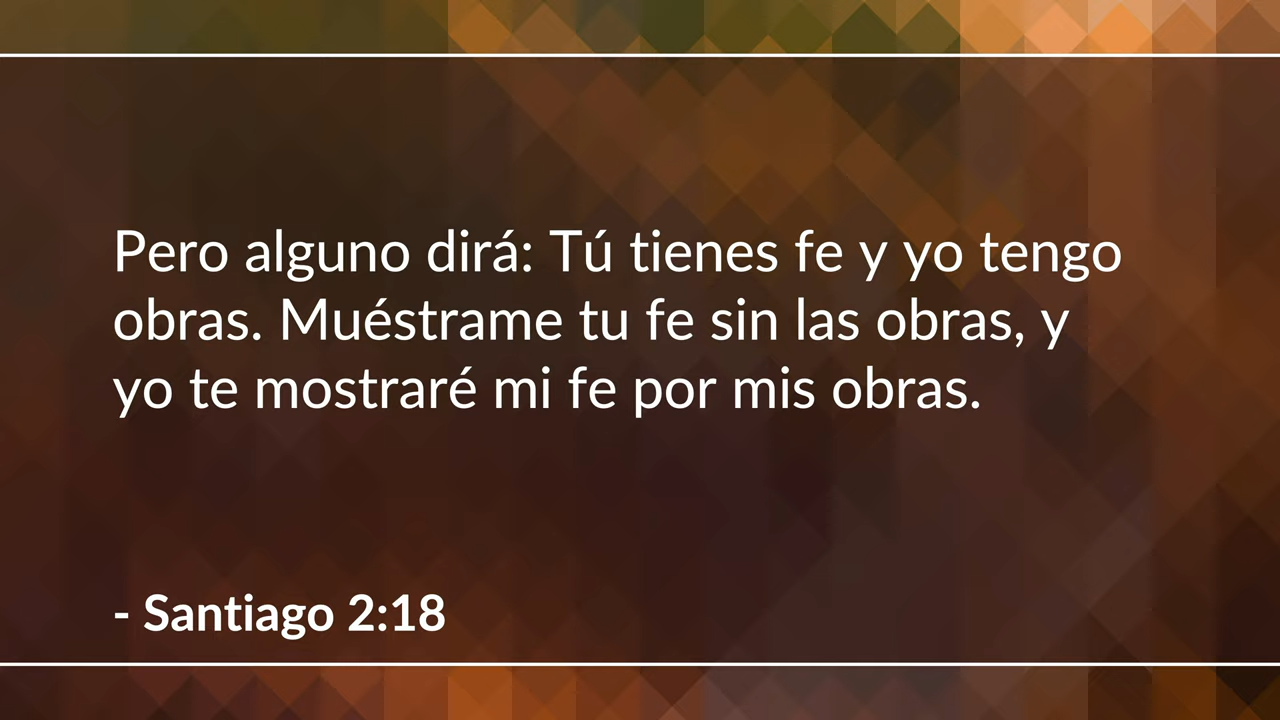 Pero alguno dirá: Tú tienes fe y yo tengo
obras. Muéstrame tu fe sin las obras, y
yo te mostraré mi fe por mis obras.
- Santiago 2:18